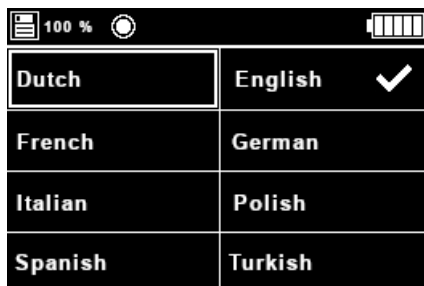 100 %
Dutch English
French German
Italian Polish
Spanish Turkish